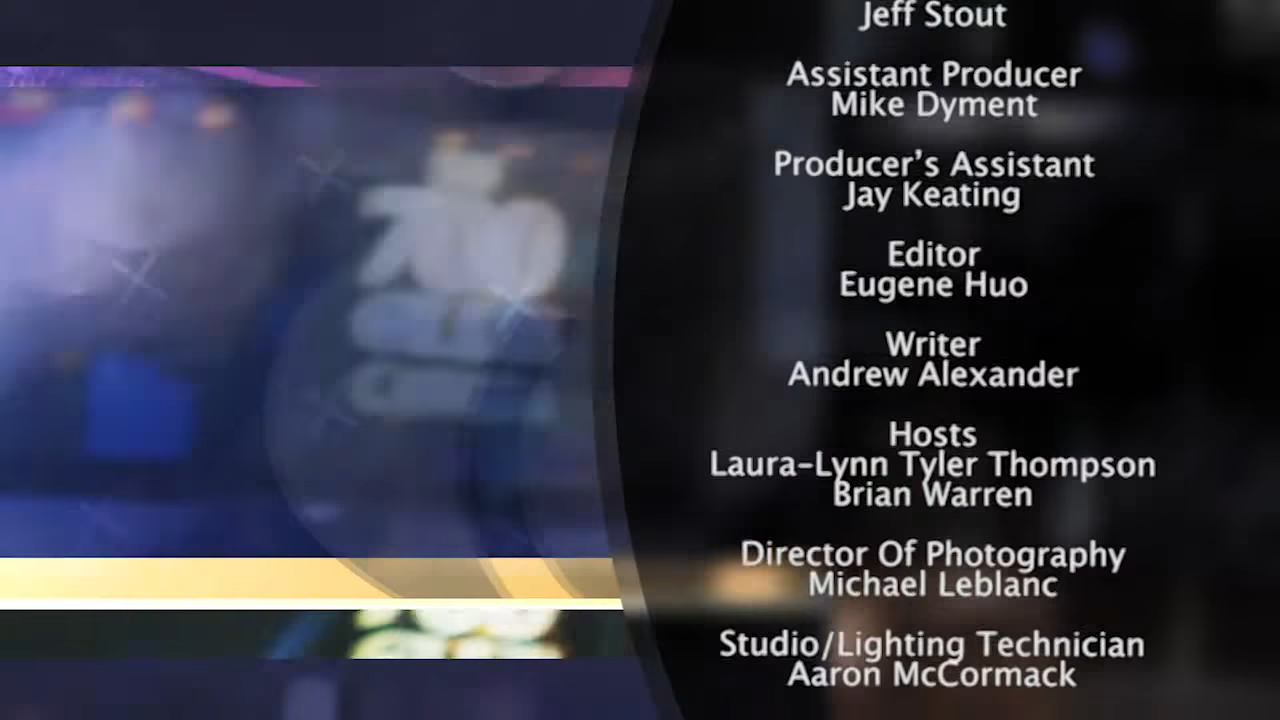 Jeff Stout
Assistant Producer
Mike Dyment
Producer’s Assistant
Jay Keating
Editor
Eugene Huo
Writer
Andrew Alexander
Hosts
Laura-Lynn Tyler Thompson
Brian Warren
Director Of Photography
Michael Leblanc
Studio/Lighting Technician
Aaron McCormack